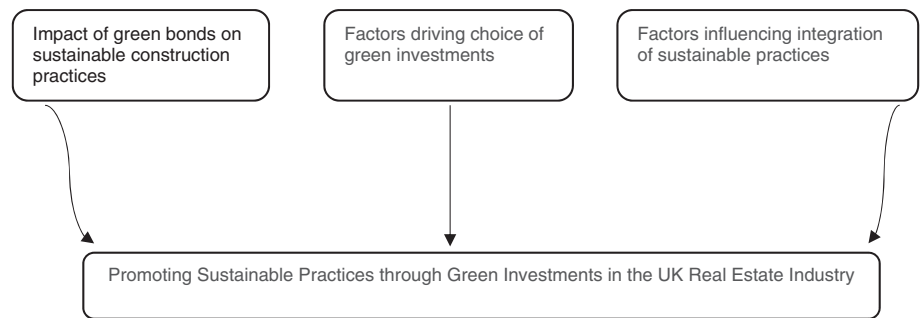 Impact of green bonds on
sustainable construction
practices
Factors driving choice of
green investments
Factors influencing integration
of sustainable practices
Promoting Sustainable Practices through Green Investments in the UK Real Estate Industry